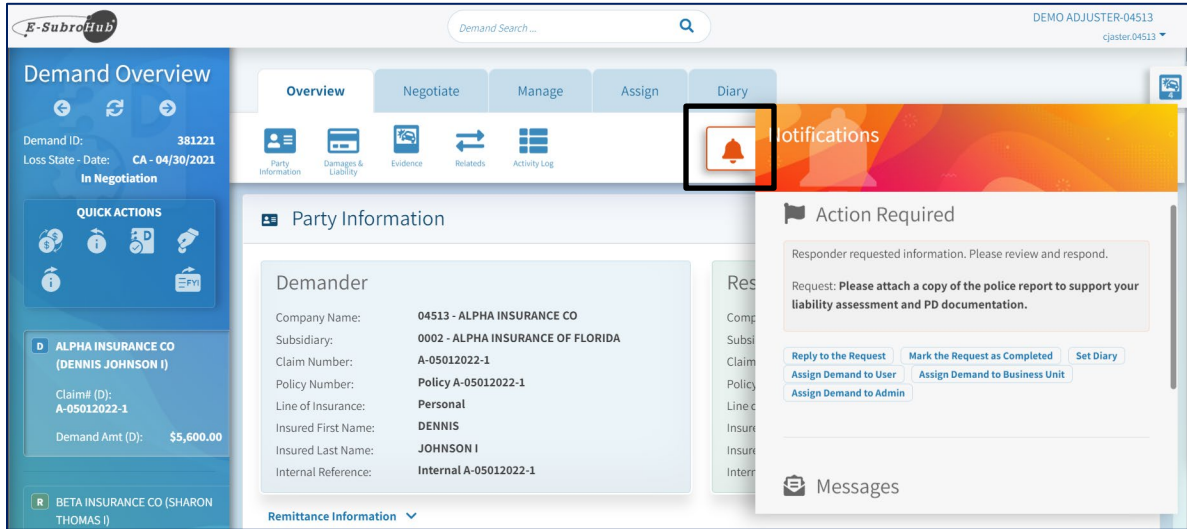 E-SubroHub
Demand Search ...
DEMO ADJUSTER-04513
cjaster.04513
Demand Overview
Demand ID: 381221
Loss State - Date: CA - 04/30/2021
In Negotiation
QUICK ACTIONS
FYI
D ALPHA INSURANCE CO
(DENNIS JOHNSON I)
Claim# (D):
A-05012022-1
Demand Amt (D): $5,600.00
R BETA INSURANCE CO (SHARON
THOMAS I)
Overview Negotiate Manage Assign Diary
4
Party
Information
Damages &
Liability
Evidence
Relateds
Activity Log
Party Information
Demander
Company Name: 04513 - ALPHA INSURANCE CO
Subsidiary: 0002 - ALPHA INSURANCE OF FLORIDA
Claim Number: A-05012022-1
Policy Number: Policy A-05012022-1
Line of Insurance: Personal
Insured First Name: DENNIS
Insured Last Name: JOHNSON I
Internal Reference: Internal A-05012022-1
Remittance Information
Res
Comp
Subsi
Claim
Policy
Line o
Insure
Insure
Intern
Notifications
Action Required
Responder requested information. Please review and respond.
Request: Please attach a copy of the police report to support your
liability assessment and PD documentation.
Reply to the Request Mark the Request as Completed Set Diary
Assign Demand to User Assign Demand to Business Unit
Assign Demand to Admin
Messages